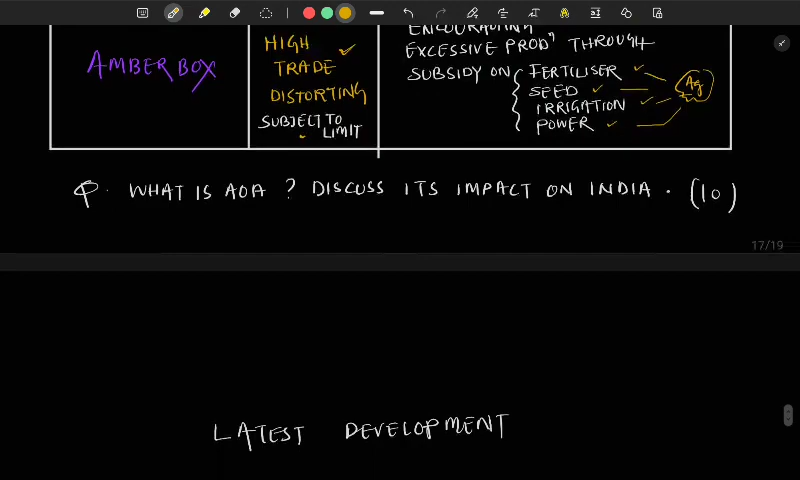 ENCOURAGING
EXCESSIVE PRODⁿ THROUGH
SUBSIDY ON
FERTILISER
SEED
IRRIGATION
POWER
Ag
AMBER BOX
HIGH
TRADE
DISTORTING
SUBJECT TO
LIMIT
Q. WHAT IS AOA ? DISCUSS ITS IMPACT ON INDIA . (10)
17/19
LATEST DEVELOPMENT